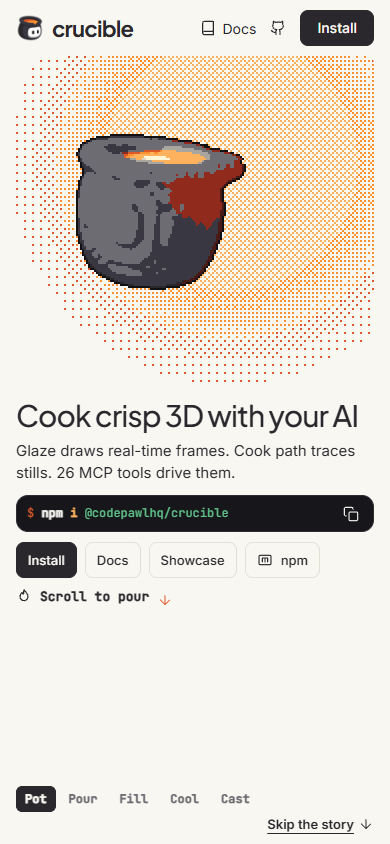 crucible Docs Install
Cook crisp 3D with your AI
Glaze draws real-time frames. Cook path traces
stills. 26 MCP tools drive them.
$ npm i @codepawlhq/crucible
Install Docs Showcase npm
Scroll to pour
Pot Pour Fill Cool Cast
Skip the story